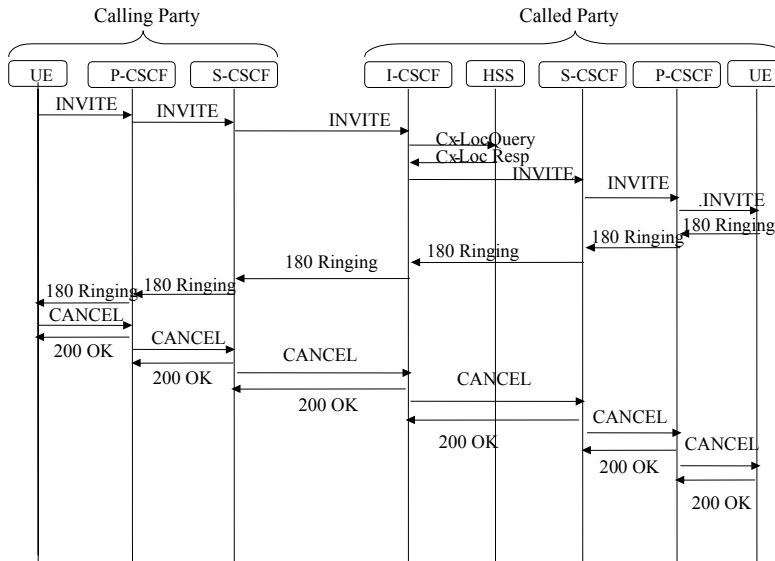 Calling Party
Called Party
UE
P-CSCF
S-CSCF
I-CSCF
HSS
S-CSCF
P-CSCF
UE
INVITE
INVITE
INVITE
Cx-LocQuery
Cx-Loc Resp
INVITE
INVITE
.INVITE
180 Ringing
180 Ringing
180 Ringing
180 Ringing
180 Ringing
180 Ringing
CANCEL
200 OK
CANCEL
200 OK
CANCEL
200 OK
CANCEL
200 OK
CANCEL
200 OK
CANCEL
200 OK